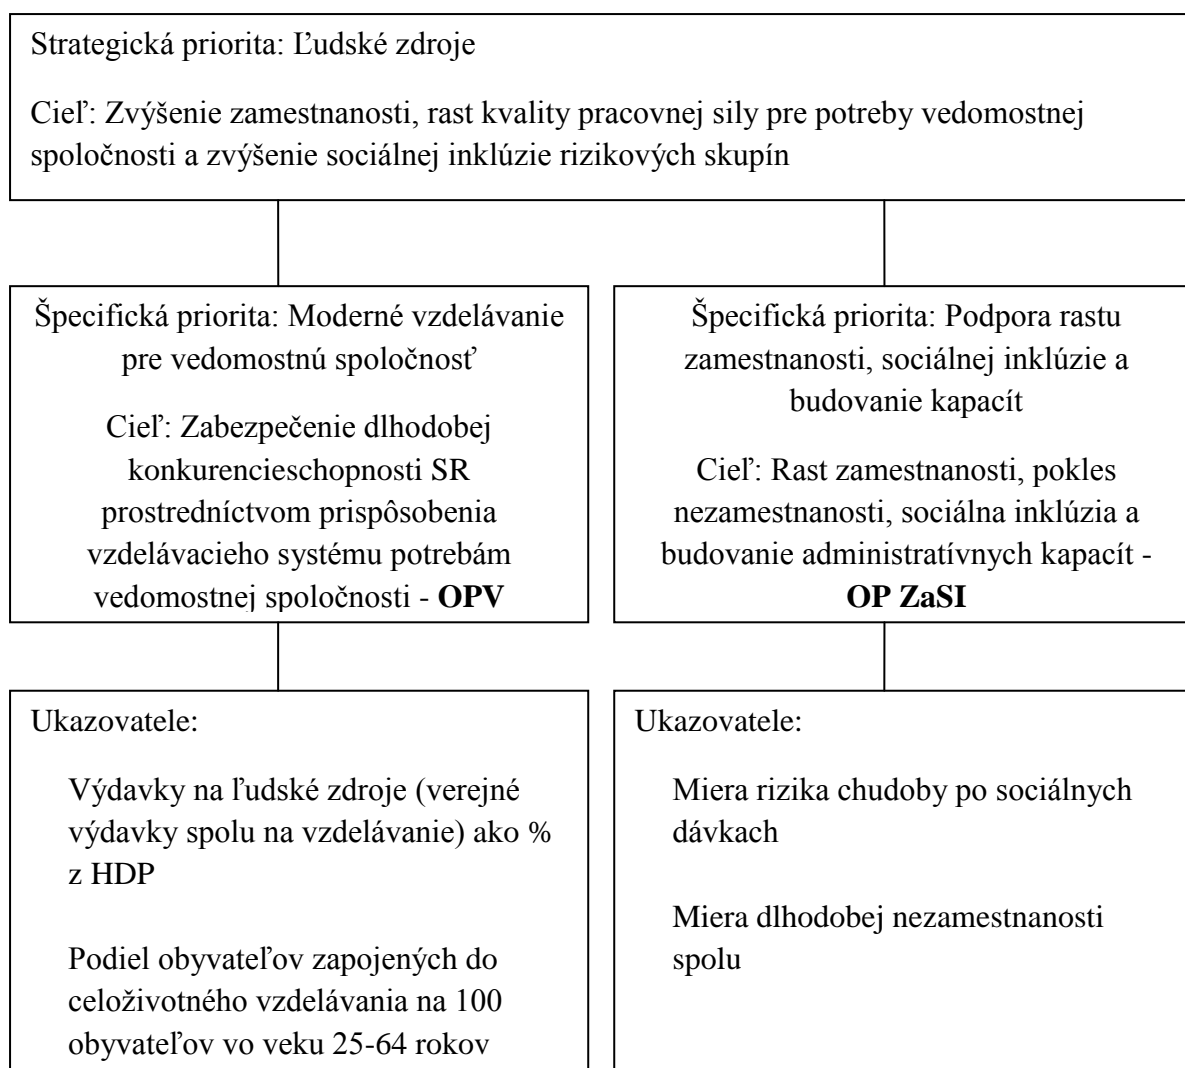 Strategická priorita: Ľudské zdroje
Cieľ: Zvýšenie zamestnanosti, rast kvality pracovnej sily pre potreby vedomostnej
spoločnosti a zvýšenie sociálnej inklúzie rizikových skupín
Špecifická priorita: Moderné vzdelávanie
pre vedomostnú spoločnosť
Cieľ: Zabezpečenie dlhodobej
konkurencieschopnosti SR
prostredníctvom prispôsobenia
vzdelávacieho systému potrebám
vedomostnej spoločnosti - OPV
Špecifická priorita: Podpora rastu
zamestnanosti, sociálnej inklúzie a
budovanie kapacít
Cieľ: Rast zamestnanosti, pokles
nezamestnanosti, sociálna inklúzia a
budovanie administratívnych kapacít -
OP ZaSI
Ukazovatele:
Výdavky na ľudské zdroje (verejné
výdavky spolu na vzdelávanie) ako %
z HDP
Podiel obyvateľov zapojených do
celoživotného vzdelávania na 100
obyvateľov vo veku 25-64 rokov
Ukazovatele:
Miera rizika chudoby po sociálnych
dávkach
Miera dlhodobej nezamestnanosti
spolu